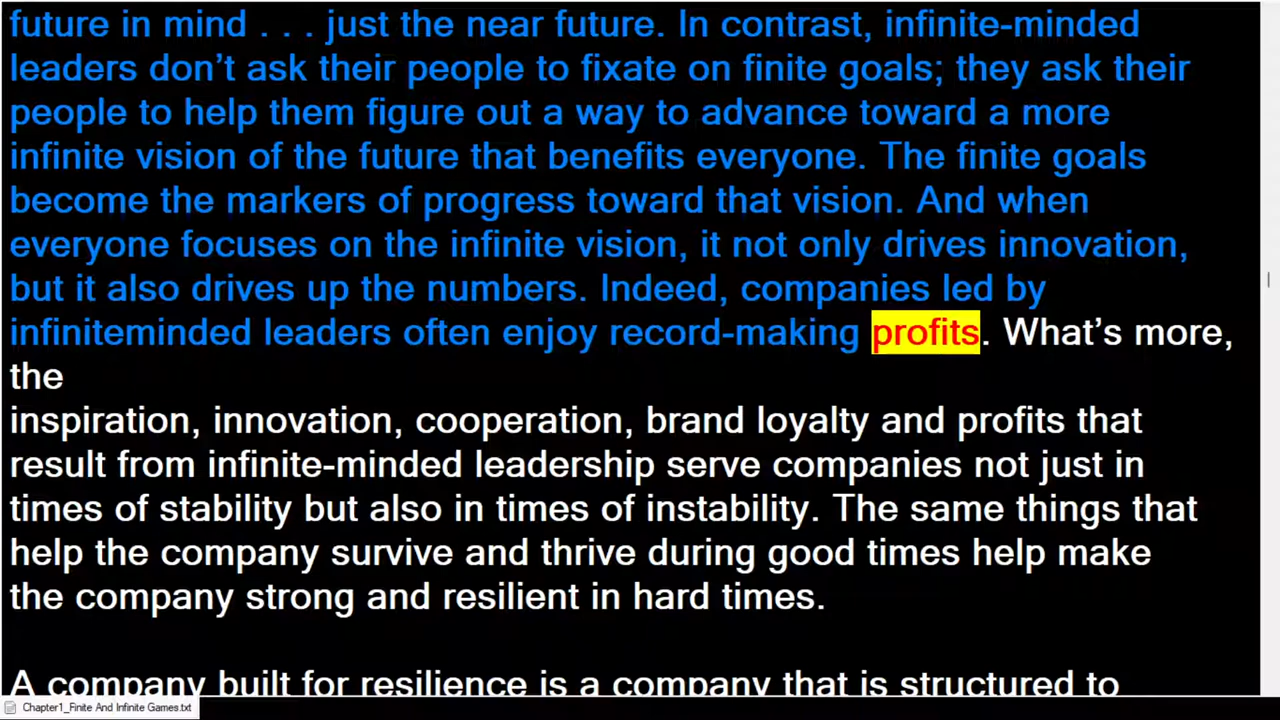 future in mind . . . just the near future. In contrast, infinite-minded
leaders don’t ask their people to fixate on finite goals; they ask their
people to help them figure out a way to advance toward a more
infinite vision of the future that benefits everyone. The finite goals
become the markers of progress toward that vision. And when
everyone focuses on the infinite vision, it not only drives innovation,
but it also drives up the numbers. Indeed, companies led by
infiniteminded leaders often enjoy record-making profits. What’s more,
the
inspiration, innovation, cooperation, brand loyalty and profits that
result from infinite-minded leadership serve companies not just in
times of stability but also in times of instability. The same things that
help the company survive and thrive during good times help make
the company strong and resilient in hard times.
A company built for resilience is a company that is structured to
Chapter1_Finite And Infinite Games.txt